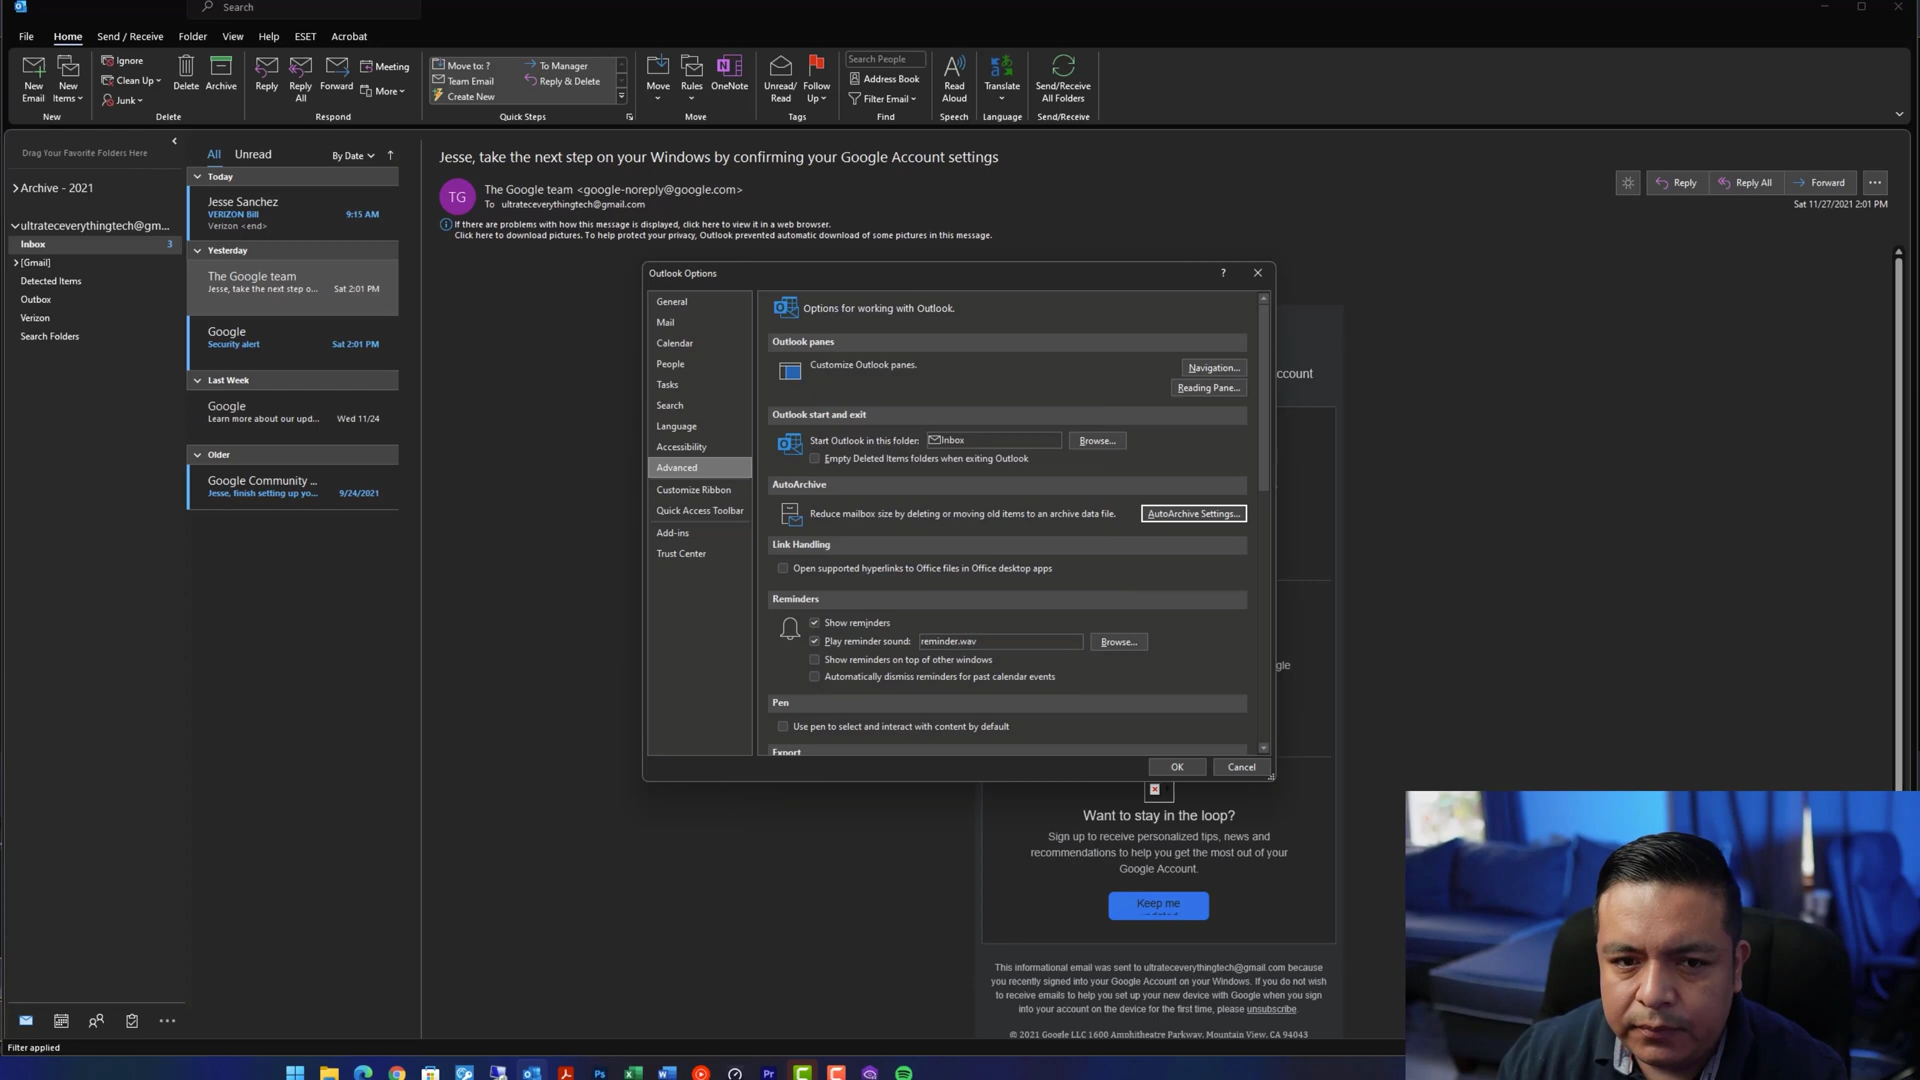 Search
File Home Send / Receive Folder View Help ESET Acrobat
New Email
New Items
Ignore
Clean Up
Junk
Delete
Archive
Reply
Reply All
Forward
Meeting
More
Move to: ?
Team Email
Create New
To Manager
Reply & Delete
Move
Rules
OneNote
Unread/ Read
Follow Up
Search People
Address Book
Filter Email
Read Aloud
Translate
Send/Receive All Folders
New Delete Respond Quick Steps Move Tags Find Speech Language Send/Receive
Drag Your Favorite Folders Here
Archive - 2021
ultrateceverythingtech@gm...
Inbox 3
[Gmail]
Detected Items
Outbox
Verizon
Search Folders
All Unread By Date
Today
Jesse Sanchez
VERIZON Bill 9:15 AM
Verizon <end>
Yesterday
The Google team
Jesse, take the next step o... Sat 2:01 PM
Google
Security alert Sat 2:01 PM
Last Week
Google
Learn more about our upd... Wed 11/24
Older
Google Community ...
Jesse, finish setting up yo... 9/24/2021
Jesse, take the next step on your Windows by confirming your Google Account settings
TG
The Google team <google-noreply@google.com>
To ultrateceverythingtech@gmail.com
Reply Reply All Forward
Sat 11/27/2021 2:01 PM
If there are problems with how this message is displayed, click here to view it in a web browser.
Click here to download pictures. To help protect your privacy, Outlook prevented automatic download of some pictures in this message.
Outlook Options ?
General
Mail
Calendar
People
Tasks
Search
Language
Accessibility
Advanced
Customize Ribbon
Quick Access Toolbar
Add-ins
Trust Center
Options for working with Outlook.
Outlook panes
Customize Outlook panes.
Navigation...
Reading Pane...
Outlook start and exit
Start Outlook in this folder: Inbox Browse...
Empty Deleted Items folders when exiting Outlook
AutoArchive
Reduce mailbox size by deleting or moving old items to an archive data file. AutoArchive Settings...
Link Handling
Open supported hyperlinks to Office files in Office desktop apps
Reminders
Show reminders
Play reminder sound: reminder.wav Browse...
Show reminders on top of other windows
Automatically dismiss reminders for past calendar events
Pen
Use pen to select and interact with content by default
Export
OK Cancel
ccount
gle
Want to stay in the loop?
Sign up to receive personalized tips, news and
recommendations to help you get the most out of your
Google Account.
Keep me
This informational email was sent to ultrateceverythingtech@gmail.com because
you recently signed into your Google Account on your Windows. If you do not wish
to receive emails to help you set up your new device with Google when you sign
into your account on the device for the first time, please unsubscribe.
© 2021 Google LLC 1600 Amphitheatre Parkway, Mountain View, CA 94043
Filter applied